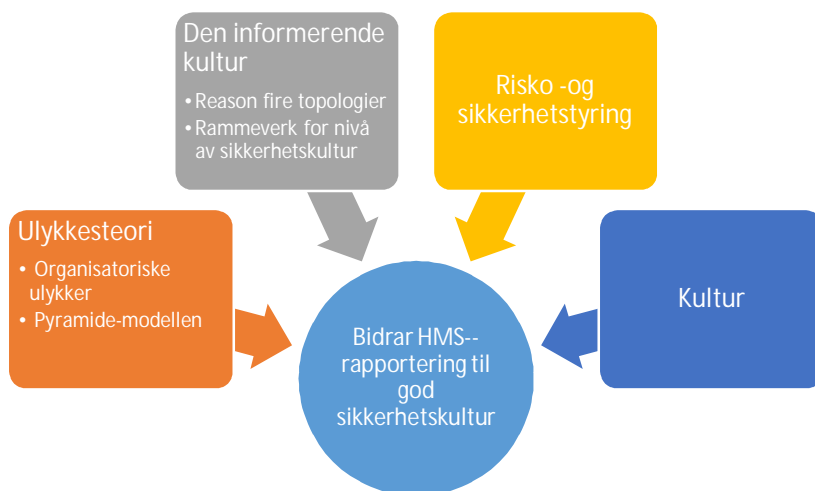 Den informerende
kultur
• Reason fire topologier
• Rammeverk for nivå
av sikkerhetskultur
Risko -og
sikkerhetstyring
Ulykkesteori
• Organisatoriske
ulykker
• Pyramide-modellen
Kultur
Bidrar HMS--
rapportering til
god
sikkerhetskultur